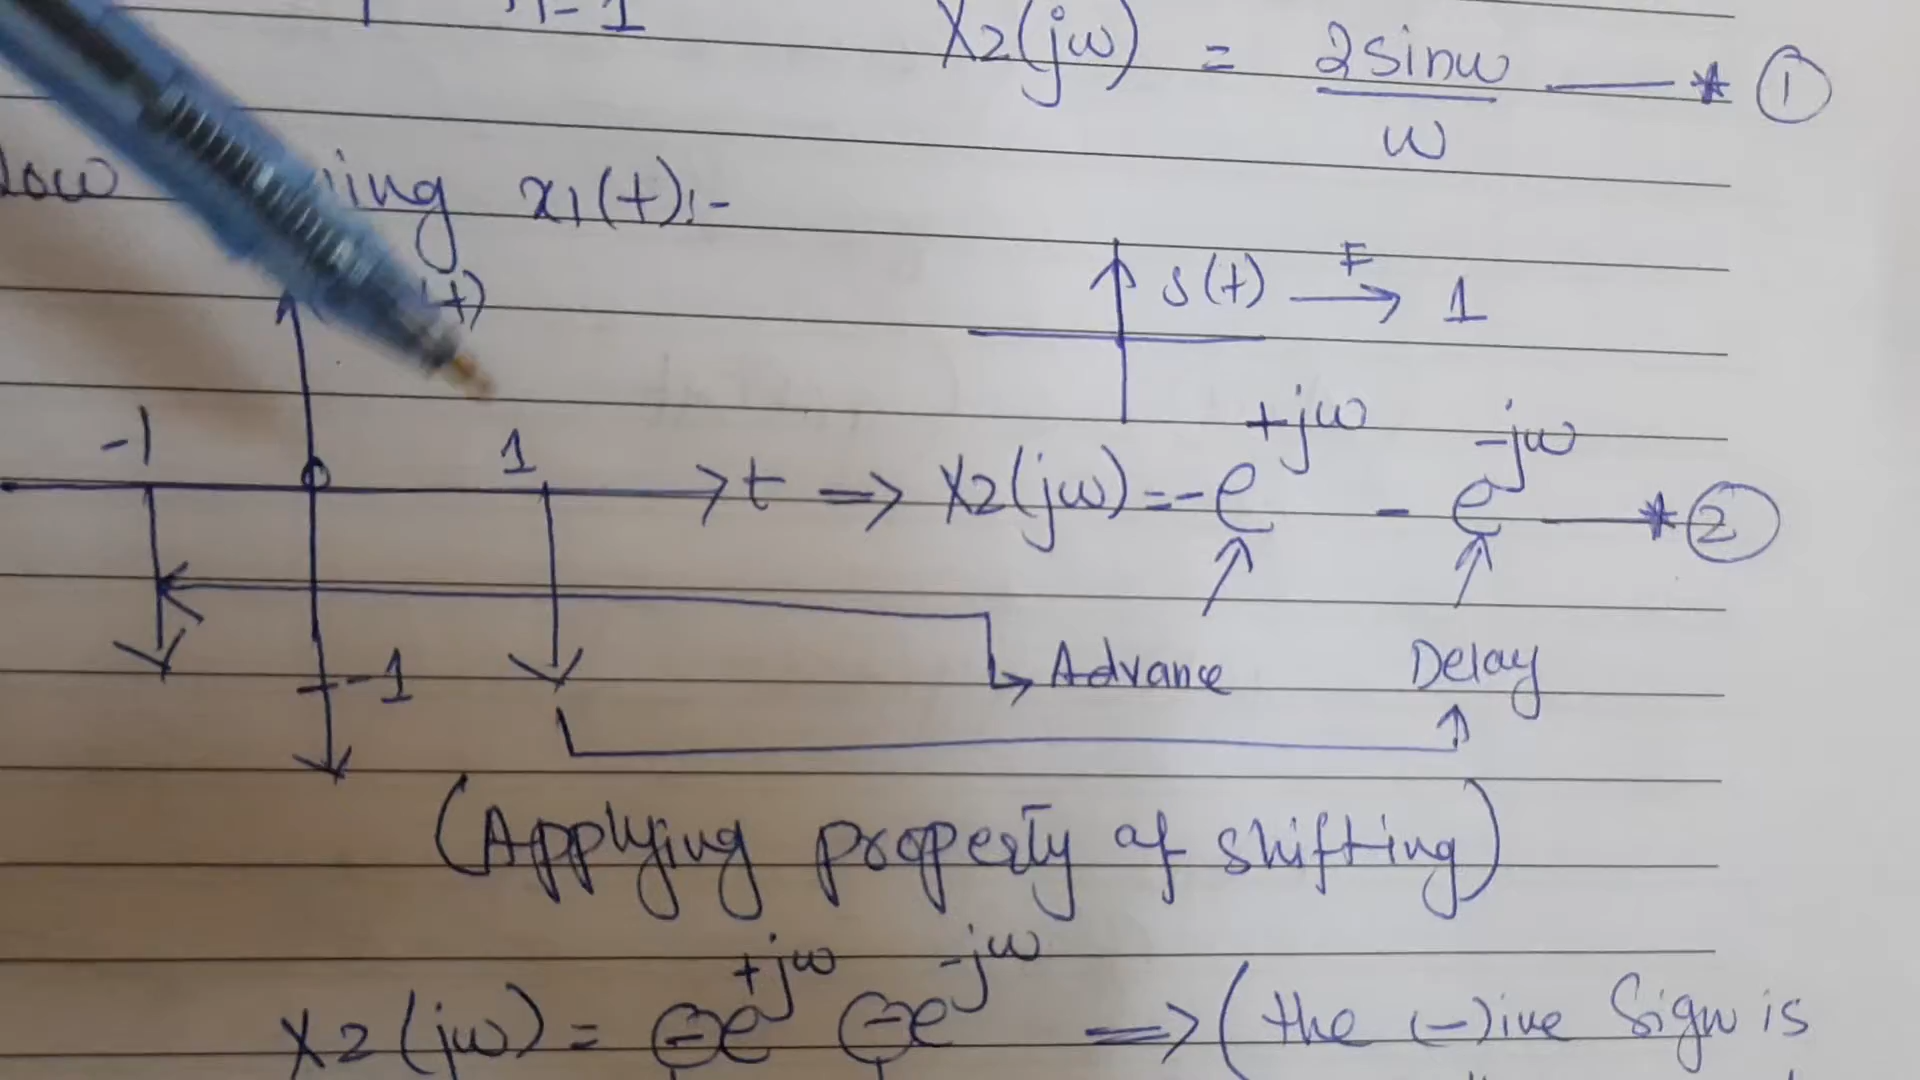 X2(jω) = 2sinω / ω —* ①
x1(t):-
δ(t) F→ 1
-1 1 → t ⇒ X2(jω) = -e^{+jω} - e^{-jω} —* ②
-1 → Advance Delay
(Applying property of shifting)
X2(jω) = ⊖e^{+jω} ⊖e^{-jω} ⇒ (the (-)ive Sign is